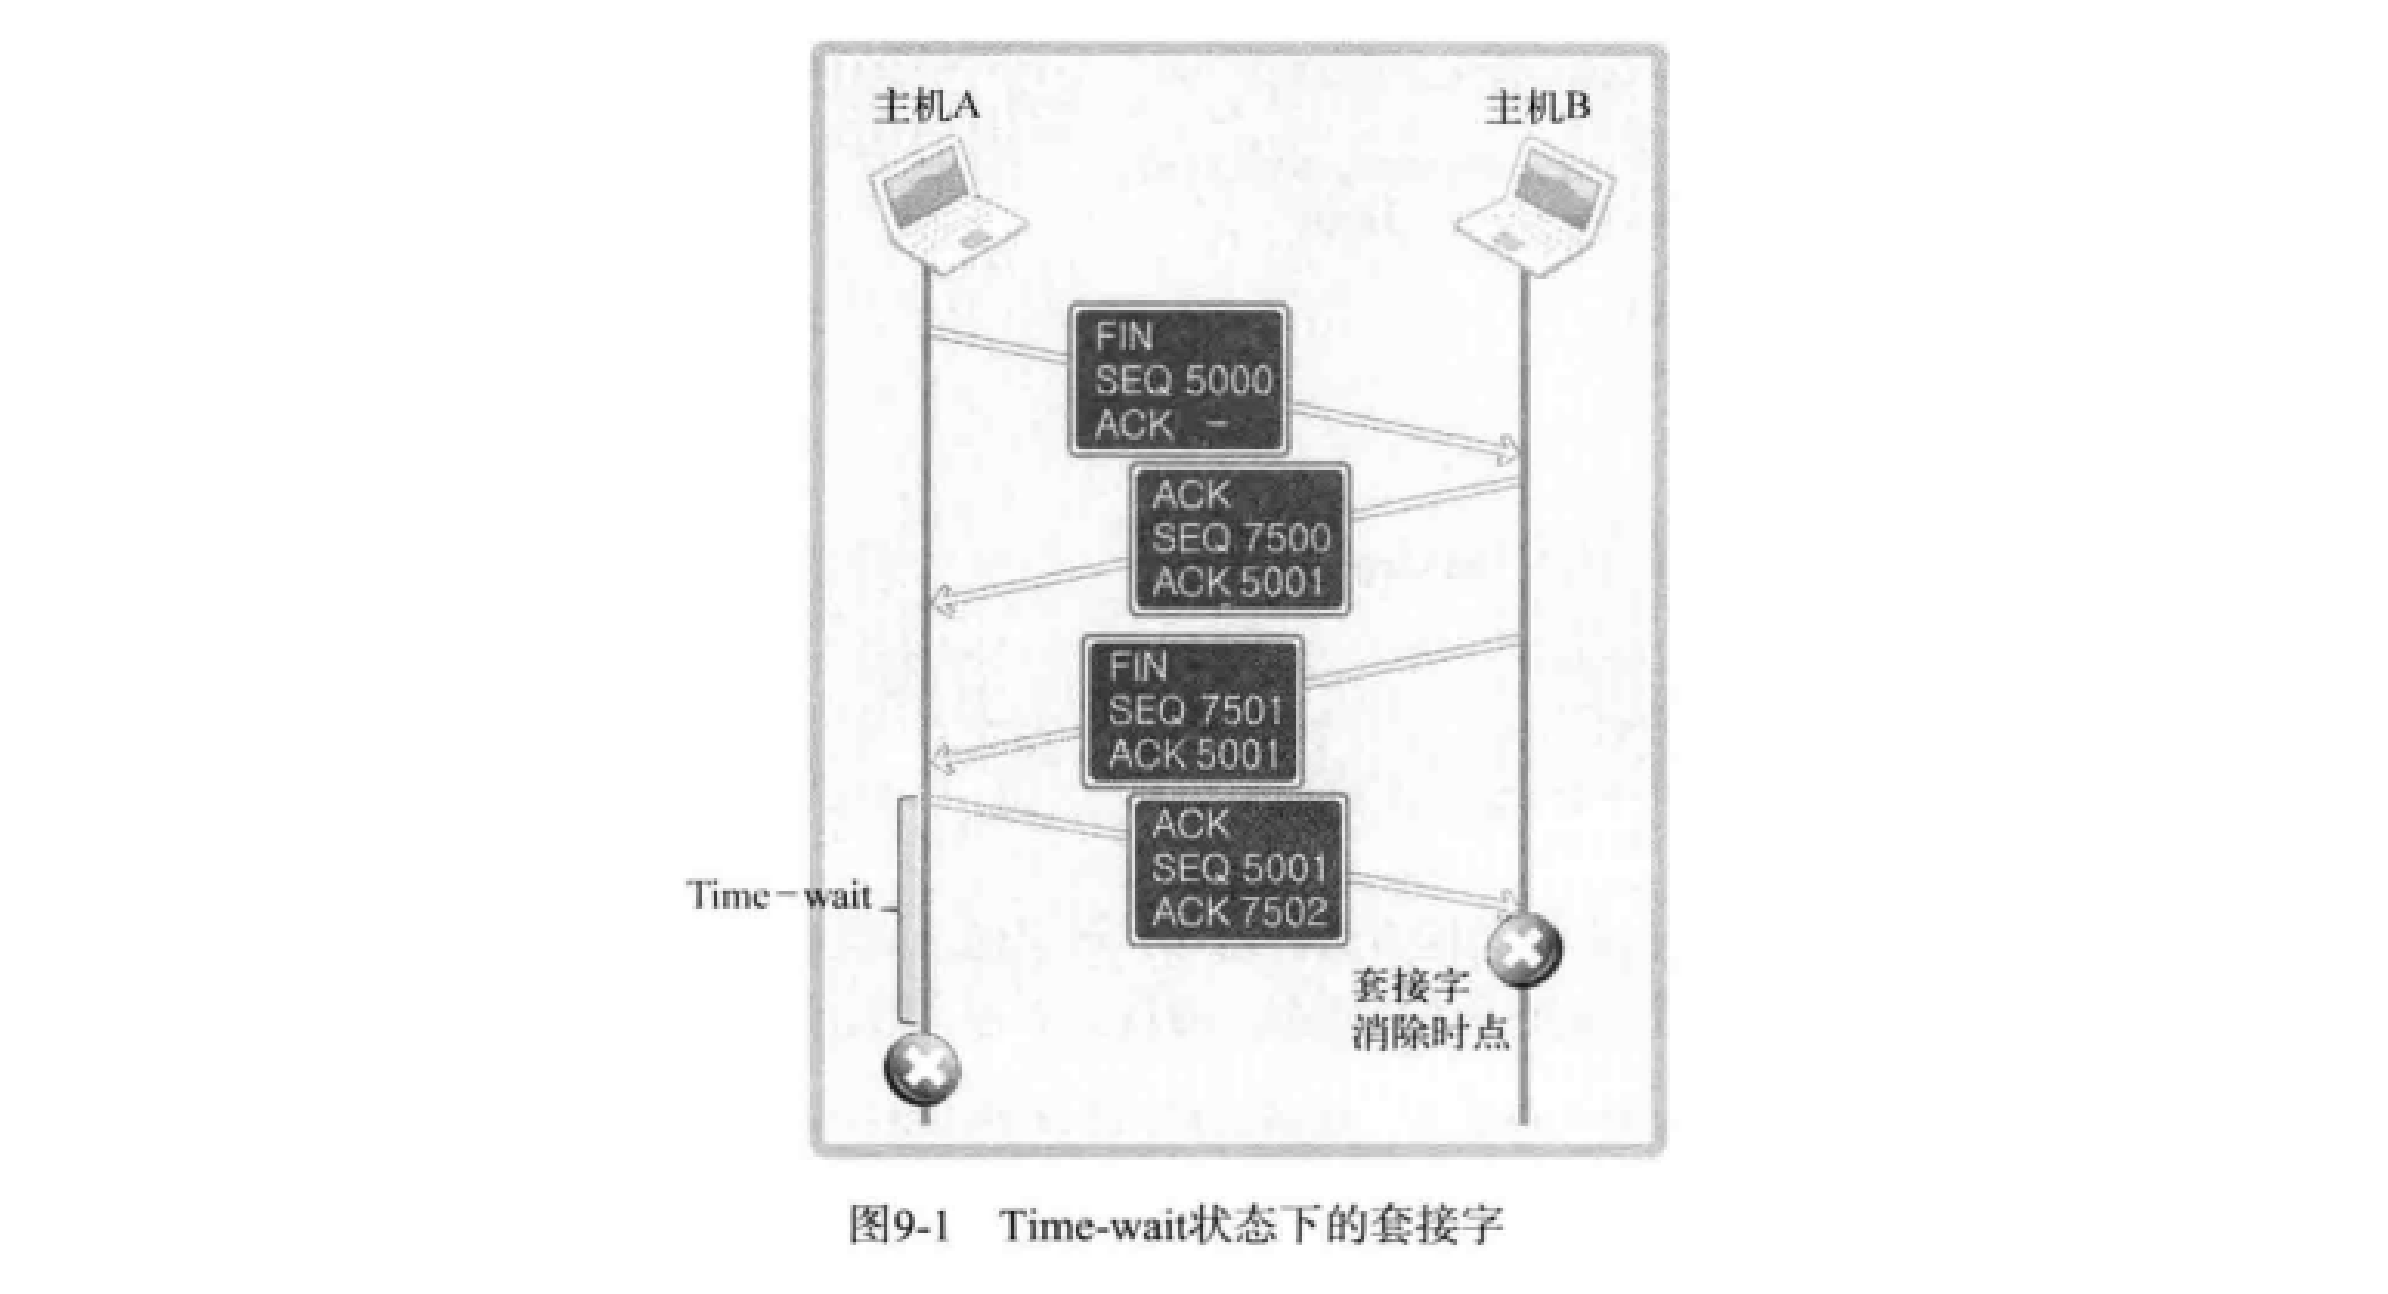 主机A
主机B
FIN
SEQ 5000
ACK –
ACK
SEQ 7500
ACK 5001
FIN
SEQ 7501
ACK 5001
ACK
SEQ 5001
ACK 7502
Time－wait
套接字
消除时点
图9-1 Time-wait状态下的套接字